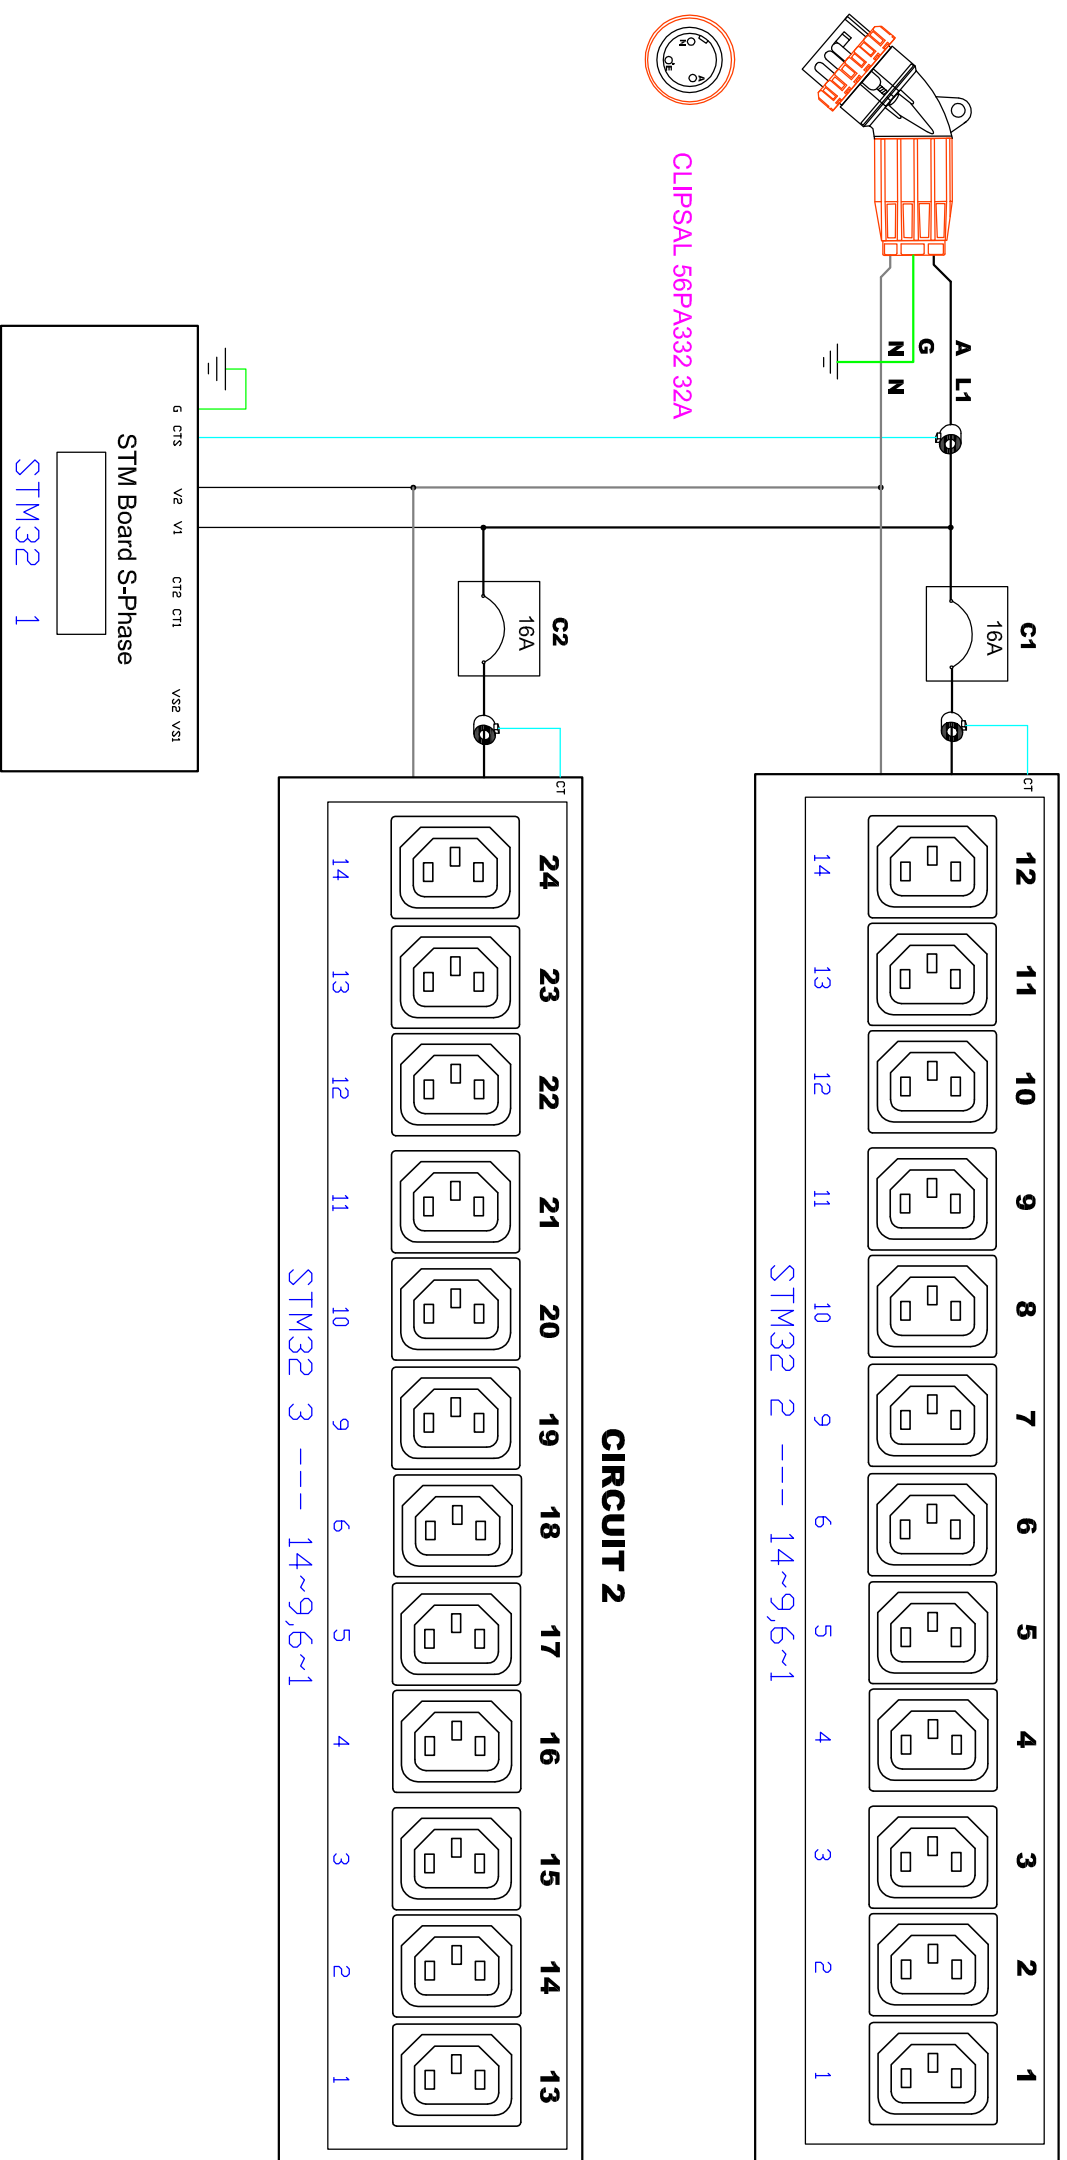 N
E
A
CLIPSAL 56PA332 32A
A L1
G
N N
C1
16A
CT
12 11 10 9 8 7 6 5 4 3 2 1
14 13 12 11 10 9 6 5 4 3 2 1
STM32 2 --- 14~9,6~1
CIRCUIT 2
C2
16A
CT
24 23 22 21 20 19 18 17 16 15 14 13
14 13 12 11 10 9 6 5 4 3 2 1
STM32 3 --- 14~9,6~1
G CTS V2 V1 CT2 CT1 VS2 VS1
STM Board S-Phase
STM32 1